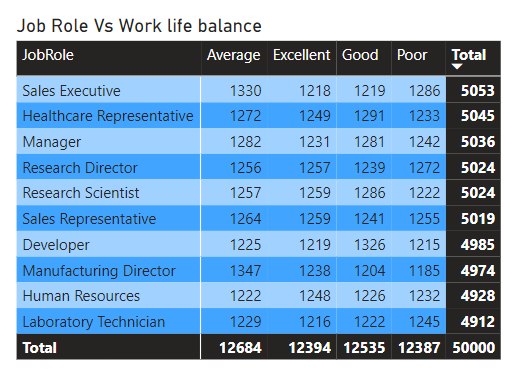 Job Role Vs Work life balance
JobRole Average Excellent Good Poor Total
Sales Executive 1330 1218 1219 1286 5053
Healthcare Representative 1272 1249 1291 1233 5045
Manager 1282 1231 1281 1242 5036
Research Director 1256 1257 1239 1272 5024
Research Scientist 1257 1259 1286 1222 5024
Sales Representative 1264 1259 1241 1255 5019
Developer 1225 1219 1326 1215 4985
Manufacturing Director 1347 1238 1204 1185 4974
Human Resources 1222 1248 1226 1232 4928
Laboratory Technician 1229 1216 1222 1245 4912
Total 12684 12394 12535 12387 50000